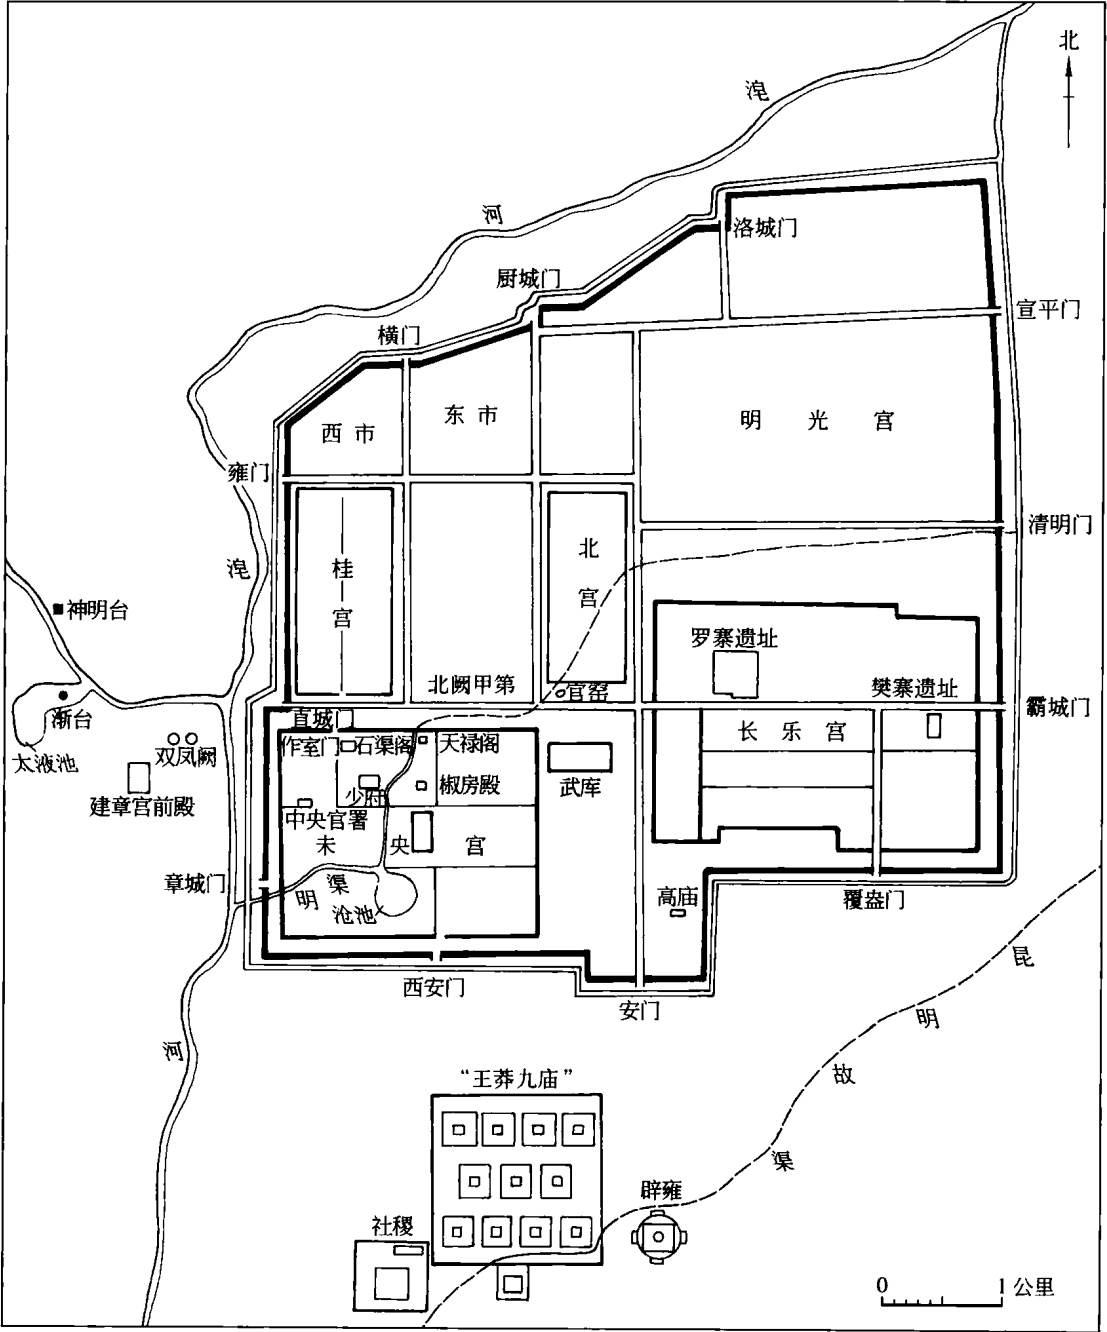 北
洈
河
洛城门
厨城门
宣平门
横门
东市
西市
明光宫
雍门
清明门
北宫
桂宫
洈
神明台
罗寨遗址
北阙甲第
官窑
樊寨遗址
霸城门
渐台
直城门
长乐宫
双凤阙
作室门
石渠阁
天禄阁
太液池
椒房殿
武库
建章宫前殿
少府
中央官署
未央宫
章城门
明渠
高庙
覆盎门
沧池
西安门
安门
昆明故渠
河
“王莽九庙”
辟雍
社稷
0 1公里